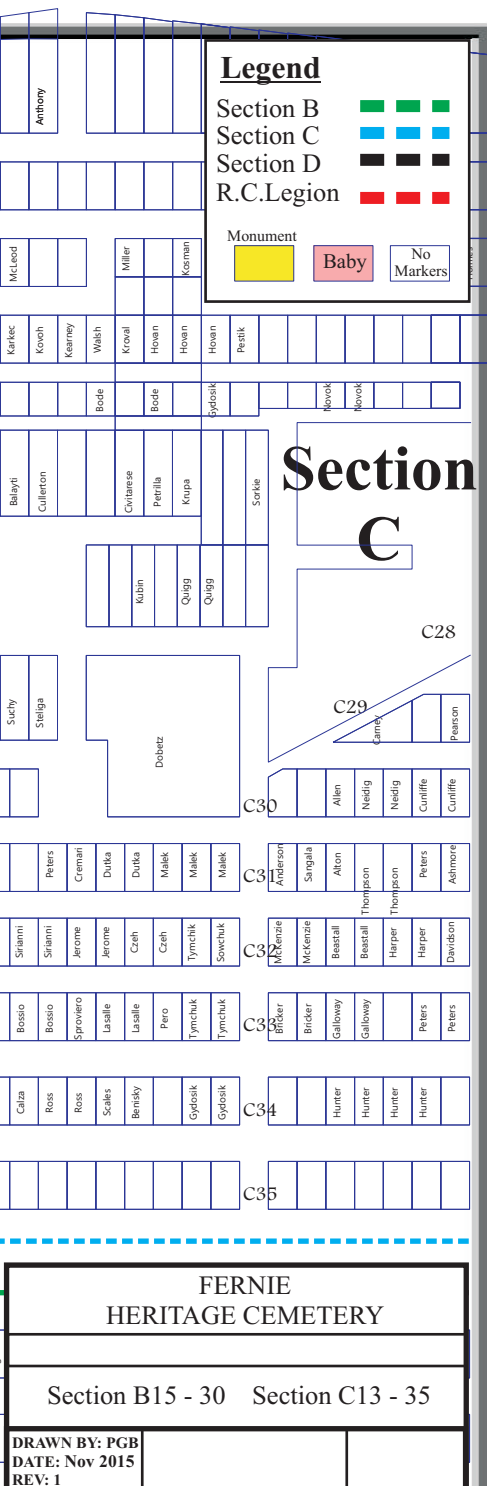 Anthony
Legend
Section B
Section C
Section D
R.C.Legion
Monument
Baby
No
Markers
McLeod
Miller
Kosman
Karkec
Kovoh
Kearney
Walsh
Kroval
Hovan
Hovan
Hovan
Pestik
Bode
Bode
Gydosik
Novok
Novok
Balayti
Cullerton
Civitarese
Petrilla
Krupa
Sorkie
Section
C
Kubin
Quigg
Quigg
C28
Suchy
Steliga
Dobetz
C29
Carney
Pearson
C30
Allen
Neidig
Neidig
Cunliffe
Cunliffe
Peters
Cremari
Dutka
Dutka
Malek
Malek
Malek
C31
Anderson
Sangala
Alton
Thompson
Thompson
Peters
Ashmore
Sirianni
Sirianni
Jerome
Jerome
Czeh
Czeh
Tymchik
Sowchuk
C32
McKenzie
McKenzie
Beastall
Beastall
Harper
Harper
Davidson
Bossio
Bossio
Sproviero
Lasalle
Lasalle
Pero
Tymchuk
Tymchuk
C33
Bricker
Bricker
Galloway
Galloway
Peters
Peters
Calza
Ross
Ross
Scales
Benisky
Gydosik
Gydosik
C34
Hunter
Hunter
Hunter
Hunter
C35
FERNIE
HERITAGE CEMETERY
Section B15 - 30 Section C13 - 35
DRAWN BY: PGB
DATE: Nov 2015
REV: 1